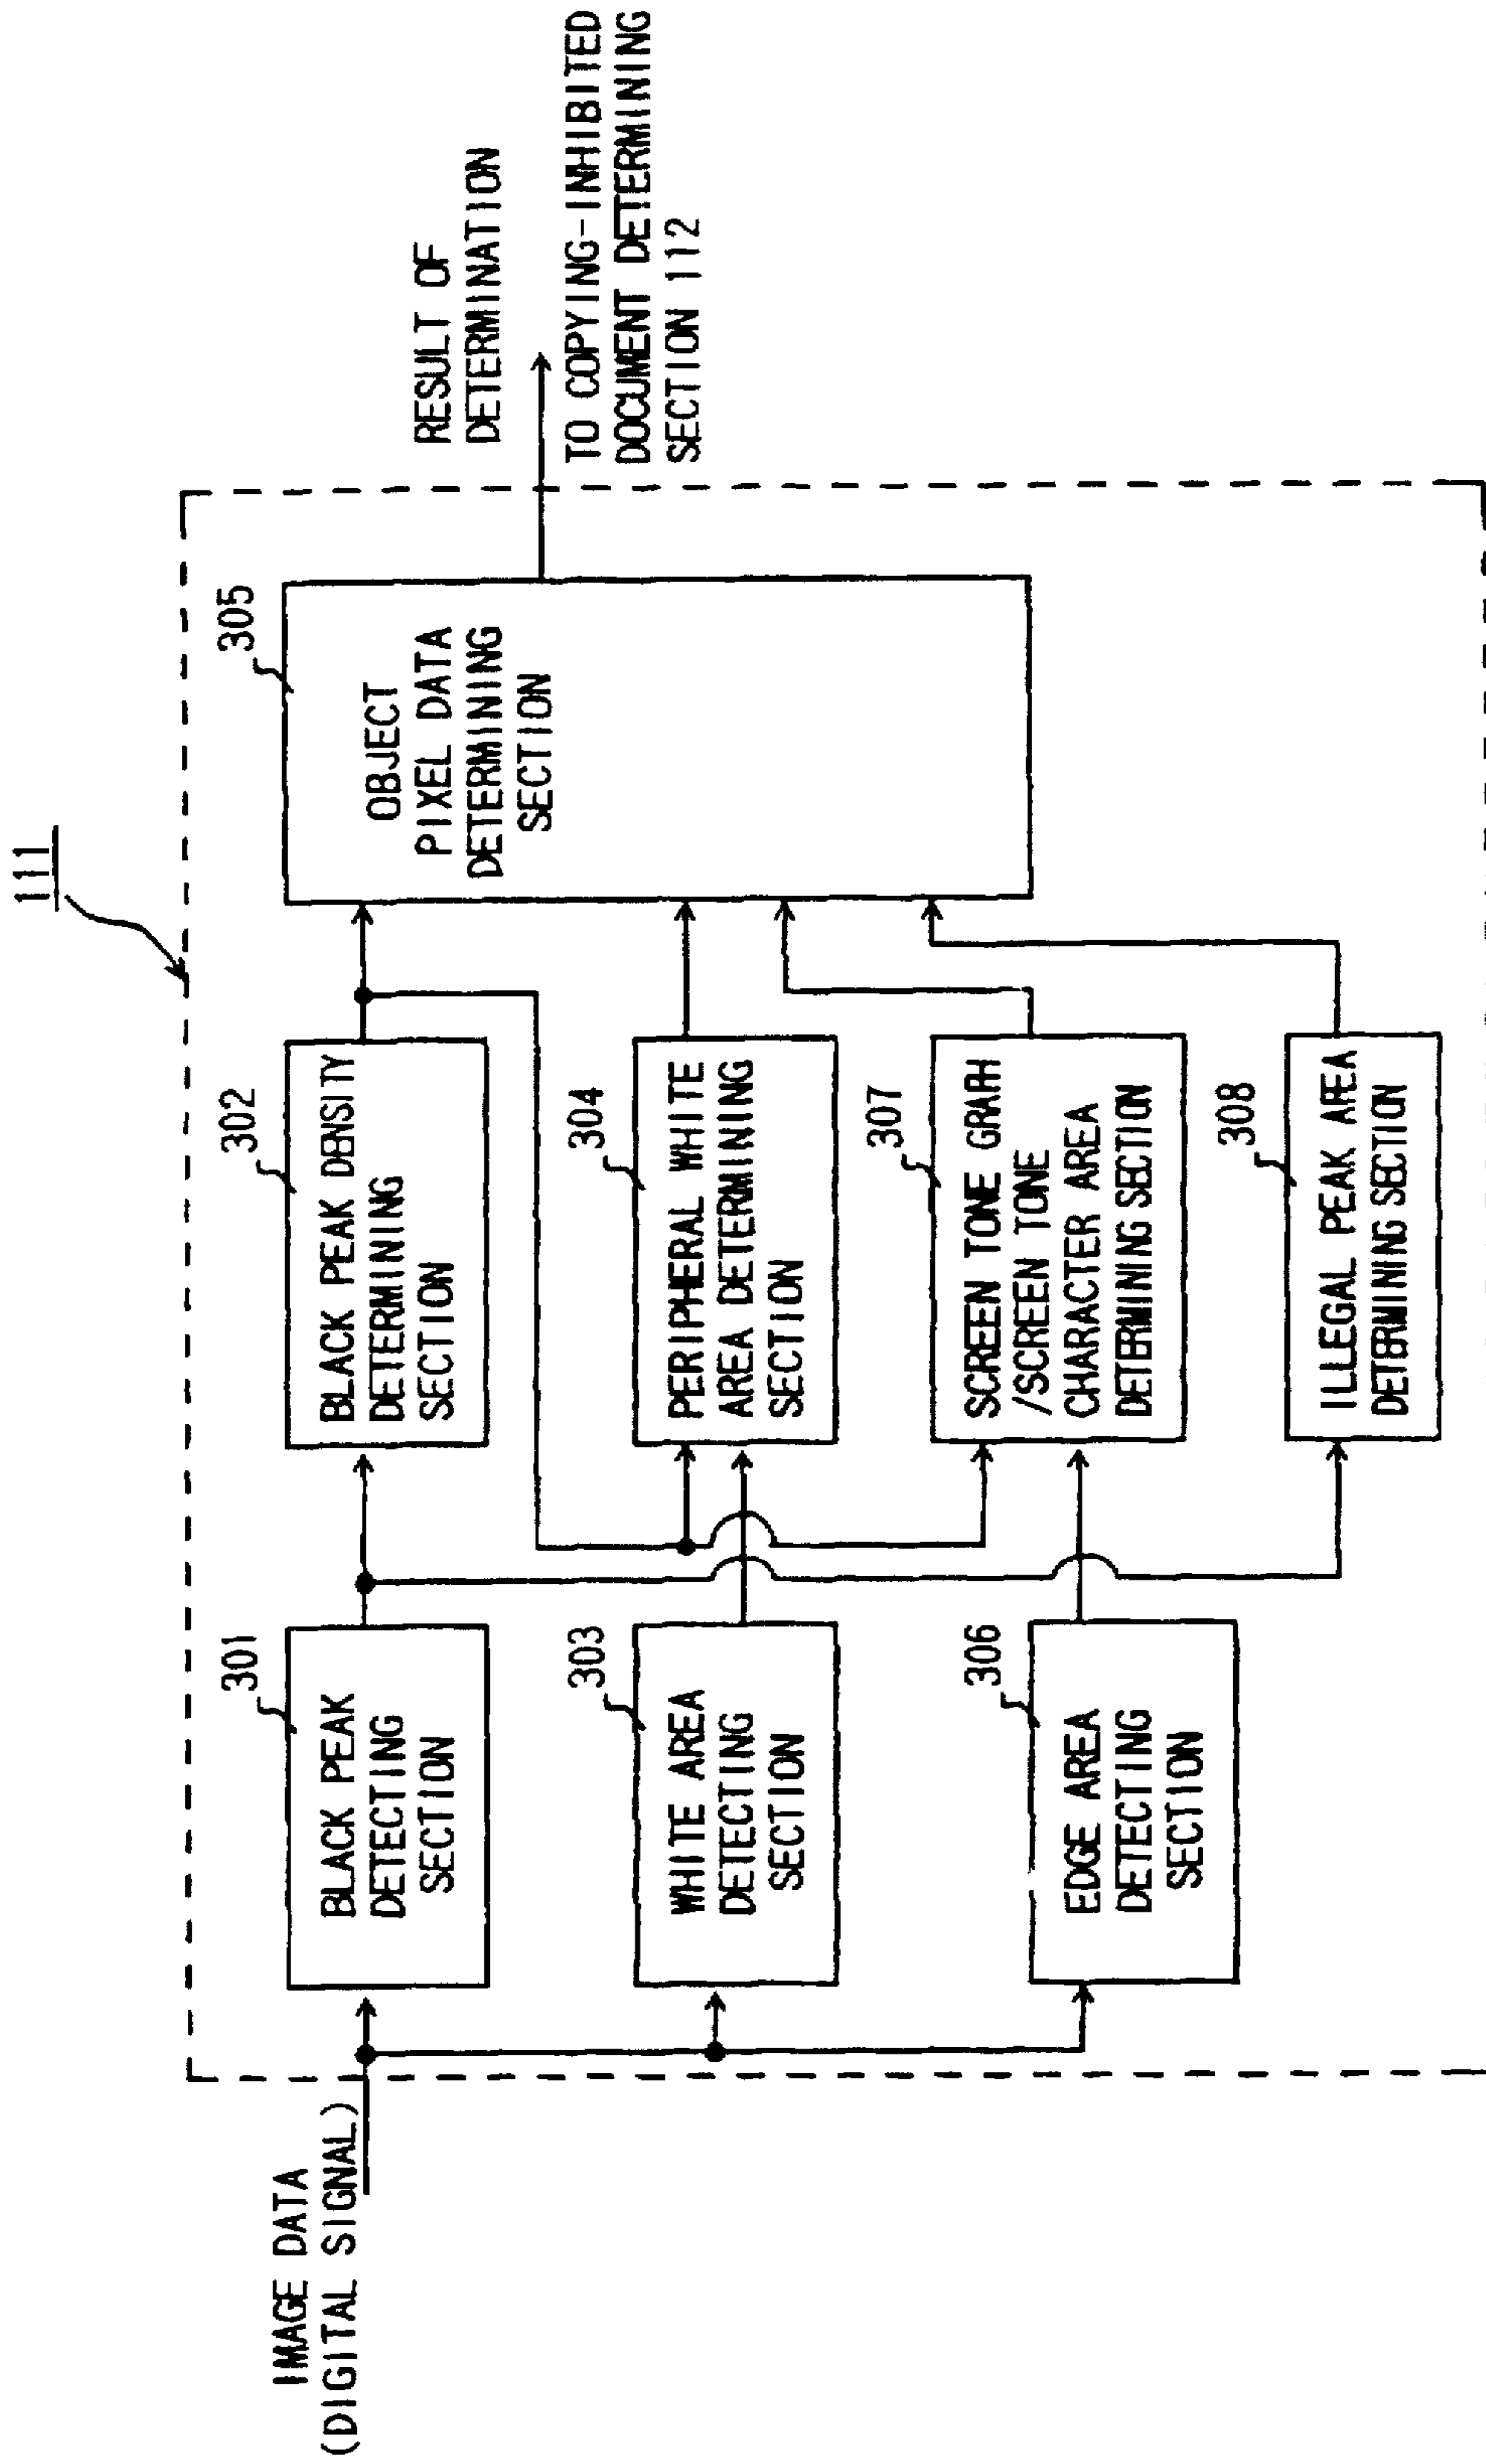 111
IMAGE DATA
(DIGITAL SIGNAL)
301
BLACK PEAK
DETECTING
SECTION
302
BLACK PEAK DENSITY
DETERMINING
SECTION
303
WHITE AREA
DETECTING
SECTION
304
PERIPHERAL WHITE
AREA DETERMINING
SECTION
306
EDGE AREA
DETECTING
SECTION
307
SCREEN TONE GRARH
/SCREEN TONE
CHARACTER AREA
DETERMINING SECTION
308
ILLEGAL PEAK AREA
DETERMINING SECTION
305
OBJECT
PIXEL DATA
DETERMINING
SECTION
RESULT OF
DETERMINATION
TO COPYING-INHIBITED
DOCUMENT DETERMINING
SECTION 112